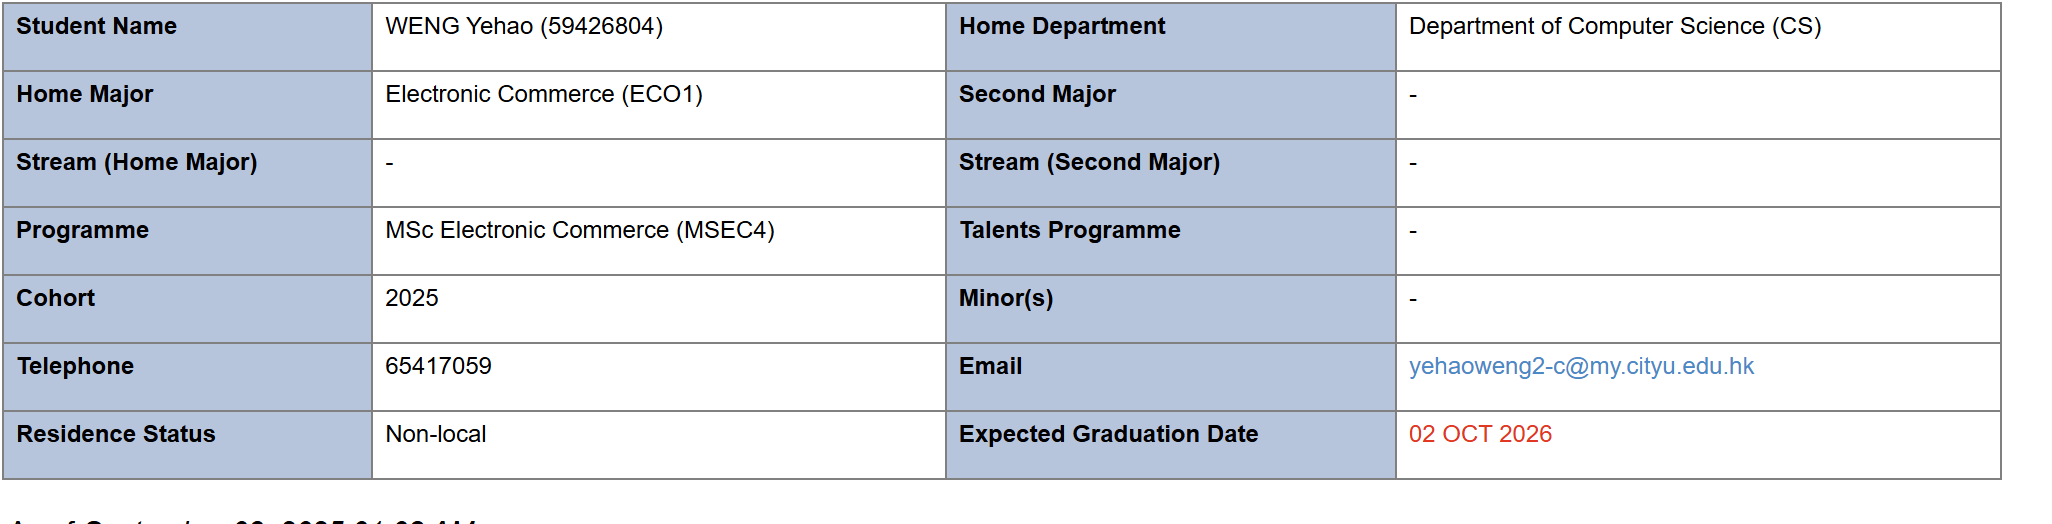 Student Name WENG Yehao (59426804) Home Department Department of Computer Science (CS)
Home Major Electronic Commerce (ECO1) Second Major -
Stream (Home Major) - Stream (Second Major) -
Programme MSc Electronic Commerce (MSEC4) Talents Programme -
Cohort 2025 Minor(s) -
Telephone 65417059 Email yehaoweng2-c@my.cityu.edu.hk
Residence Status Non-local Expected Graduation Date 02 OCT 2026